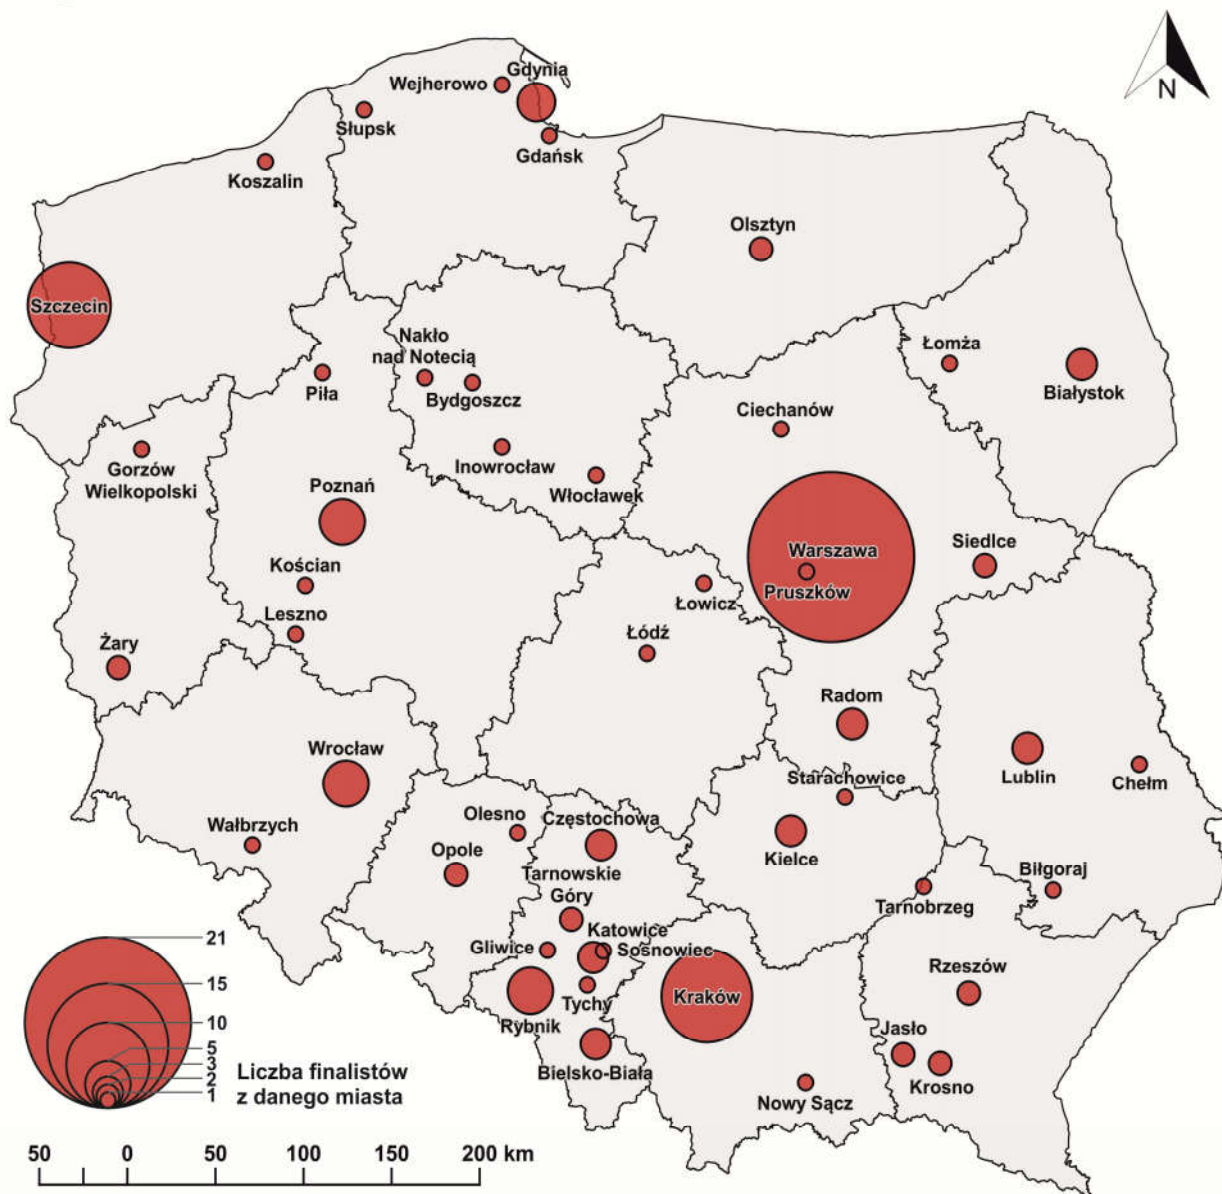 N
Gdynia
Wejherowo
Słupsk
Gdańsk
Koszalin
Olsztyn
Szczecin
Nakło
nad Notecią
Łomża
Piła
Bydgoszcz
Białystok
Ciechanów
Gorzów
Wielkopolski
Inowrocław
Poznań
Włocławek
Siedlce
Warszawa
Kościan
Pruszków
Łowicz
Leszno
Łódź
Żary
Radom
Wrocław
Starachowice
Lublin
Chełm
Olesno
Częstochowa
Wałbrzych
Opole
Kielce
Tarnowskie
Góry
Biłgoraj
Tarnobrzeg
Katowice
Gliwice
Sosnowiec
Rzeszów
Kraków
Tychy
Rybnik
Jasło
Bielsko-Biała
Krosno
Nowy Sącz
21
15
10
5
3
2
1
Liczba finalistów
z danego miasta
50 0 50 100 150 200 km